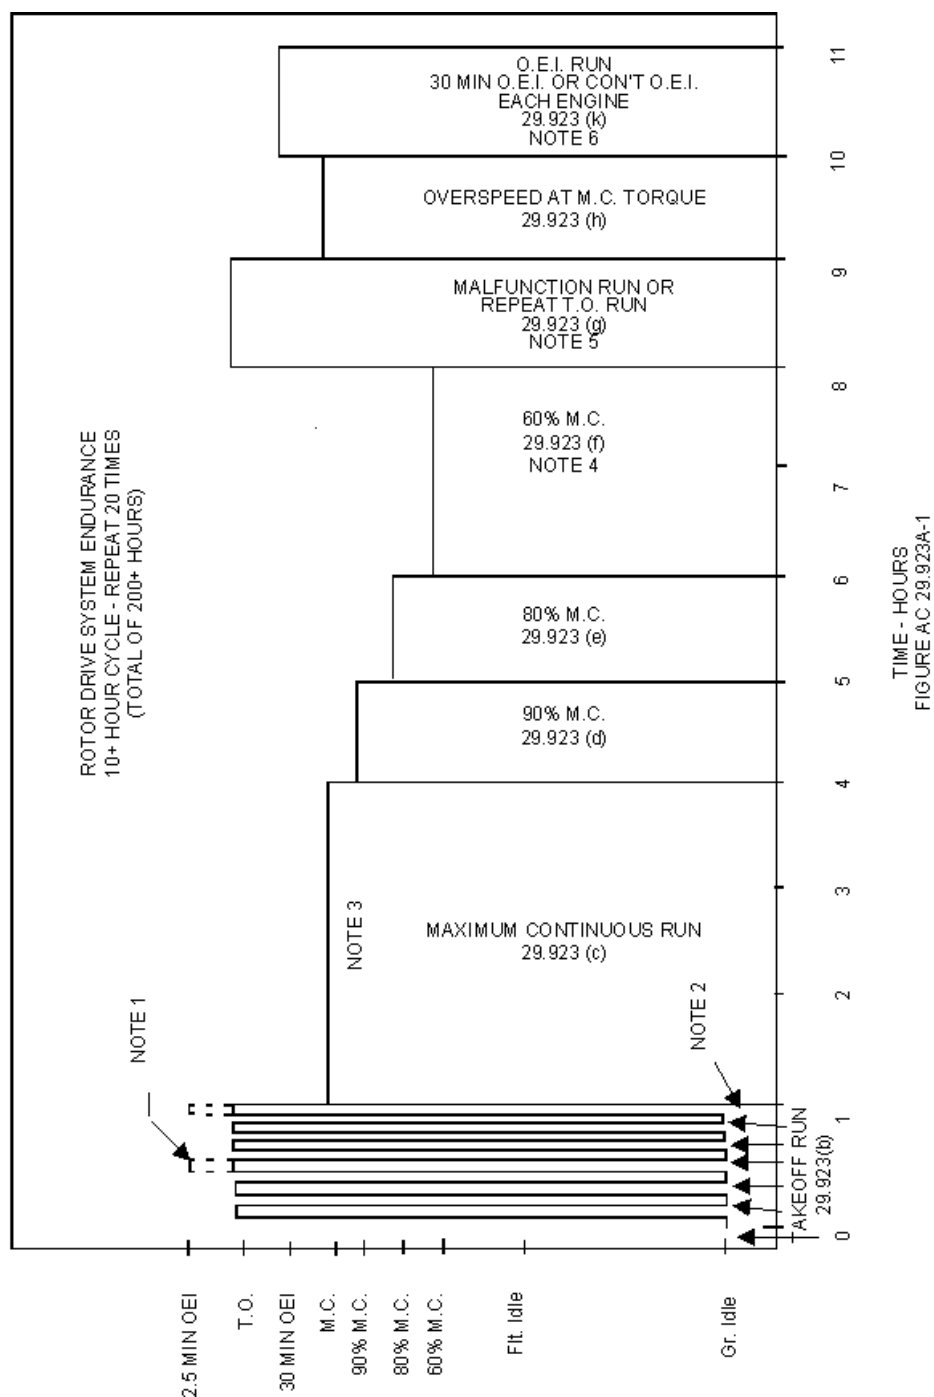 11
O.E.I. RUN
30 MIN O.E.I. OR CON'T O.E.I.
EACH ENGINE
29.923 (k)
NOTE 6
10
OVERSPEED AT M.C. TORQUE
29.923 (h)
9
MALFUNCTION RUN OR
REPEAT T.O. RUN
29.923 (g)
NOTE 5
8
60% M.C.
29.923 (f)
NOTE 4
7
6
80% M.C.
29.923 (e)
5
90% M.C.
29.923 (d)
4
3
MAXIMUM CONTINUOUS RUN
29.923 (c)
NOTE 3
2
NOTE 2
NOTE 1
1
AKEOFF RUN
29.923(b)
0
ROTOR DRIVE SYSTEM ENDURANCE
10+ HOUR CYCLE - REPEAT 20 TIMES
(TOTAL OF 200+ HOURS)
2.5 MIN OEI
T.O.
30 MIN OEI
M.C.
90% M.C.
80% M.C.
60% M.C.
Flt. Idle
Gr. Idle
TIME - HOURS
FIGURE AC 29.923A-1